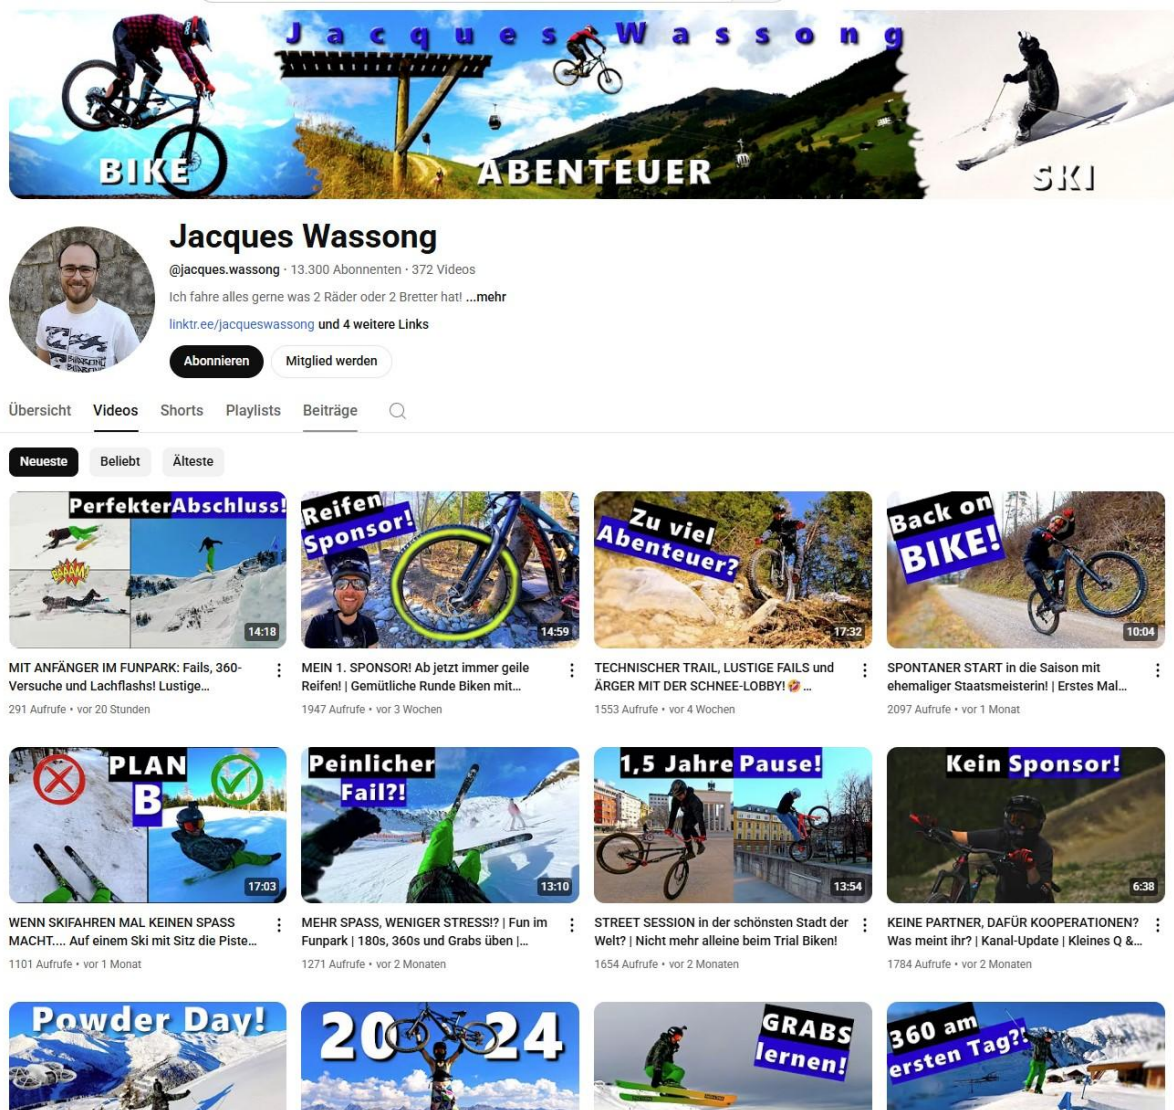 Jacques Wassong
BIKE
ABENTEUER
SKI
Jacques Wassong
@jacques.wassong · 13.300 Abonnenten · 372 Videos
Ich fahre alles gerne was 2 Räder oder 2 Bretter hat! ...mehr
linktr.ee/jacqueswassong und 4 weitere Links
Abonnieren
Mitglied werden
Übersicht
Videos
Shorts
Playlists
Beiträge
Neueste
Beliebt
Älteste
Perfekter Abschluss!
BAAAM!
14:18
MIT ANFÄNGER IM FUNPARK: Fails, 360-
Versuche und Lachflashs! Lustige...
291 Aufrufe • vor 20 Stunden
Reifen
Sponsor!
14:59
MEIN 1. SPONSOR! Ab jetzt immer geile
Reifen! | Gemütliche Runde Biken mit...
1947 Aufrufe • vor 3 Wochen
Zu viel
Abenteuer?
17:32
TECHNISCHER TRAIL, LUSTIGE FAILS und
ÄRGER MIT DER SCHNEE-LOBBY! 🤣 ...
1553 Aufrufe • vor 4 Wochen
Back on
BIKE!
10:04
SPONTANER START in die Saison mit
ehemaliger Staatsmeisterin! | Erstes Mal...
2097 Aufrufe • vor 1 Monat
PLAN
B
17:03
WENN SKIFAHREN MAL KEINEN SPASS
MACHT.... Auf einem Ski mit Sitz die Piste...
1101 Aufrufe • vor 1 Monat
Peinlicher
Fail?!
13:10
MEHR SPASS, WENIGER STRESS!? | Fun im
Funpark | 180s, 360s und Grabs üben |...
1271 Aufrufe • vor 2 Monaten
1,5 Jahre Pause!
13:54
STREET SESSION in der schönsten Stadt der
Welt? | Nicht mehr alleine beim Trial Biken!
1654 Aufrufe • vor 2 Monaten
Kein Sponsor!
6:38
KEINE PARTNER, DAFÜR KOOPERATIONEN?
Was meint ihr? | Kanal-Update | Kleines Q &...
1784 Aufrufe • vor 2 Monaten
Powder Day!
2024
GRABS
lernen!
360 am
ersten Tag?!